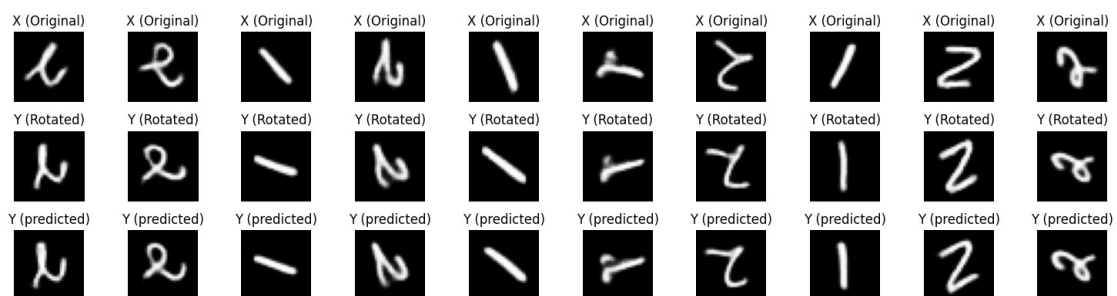 X (Original) X (Original) X (Original) X (Original) X (Original) X (Original) X (Original) X (Original) X (Original) X (Original)
Y (Rotated) Y (Rotated) Y (Rotated) Y (Rotated) Y (Rotated) Y (Rotated) Y (Rotated) Y (Rotated) Y (Rotated) Y (Rotated)
Y (predicted) Y (predicted) Y (predicted) Y (predicted) Y (predicted) Y (predicted) Y (predicted) Y (predicted) Y (predicted) Y (predicted)